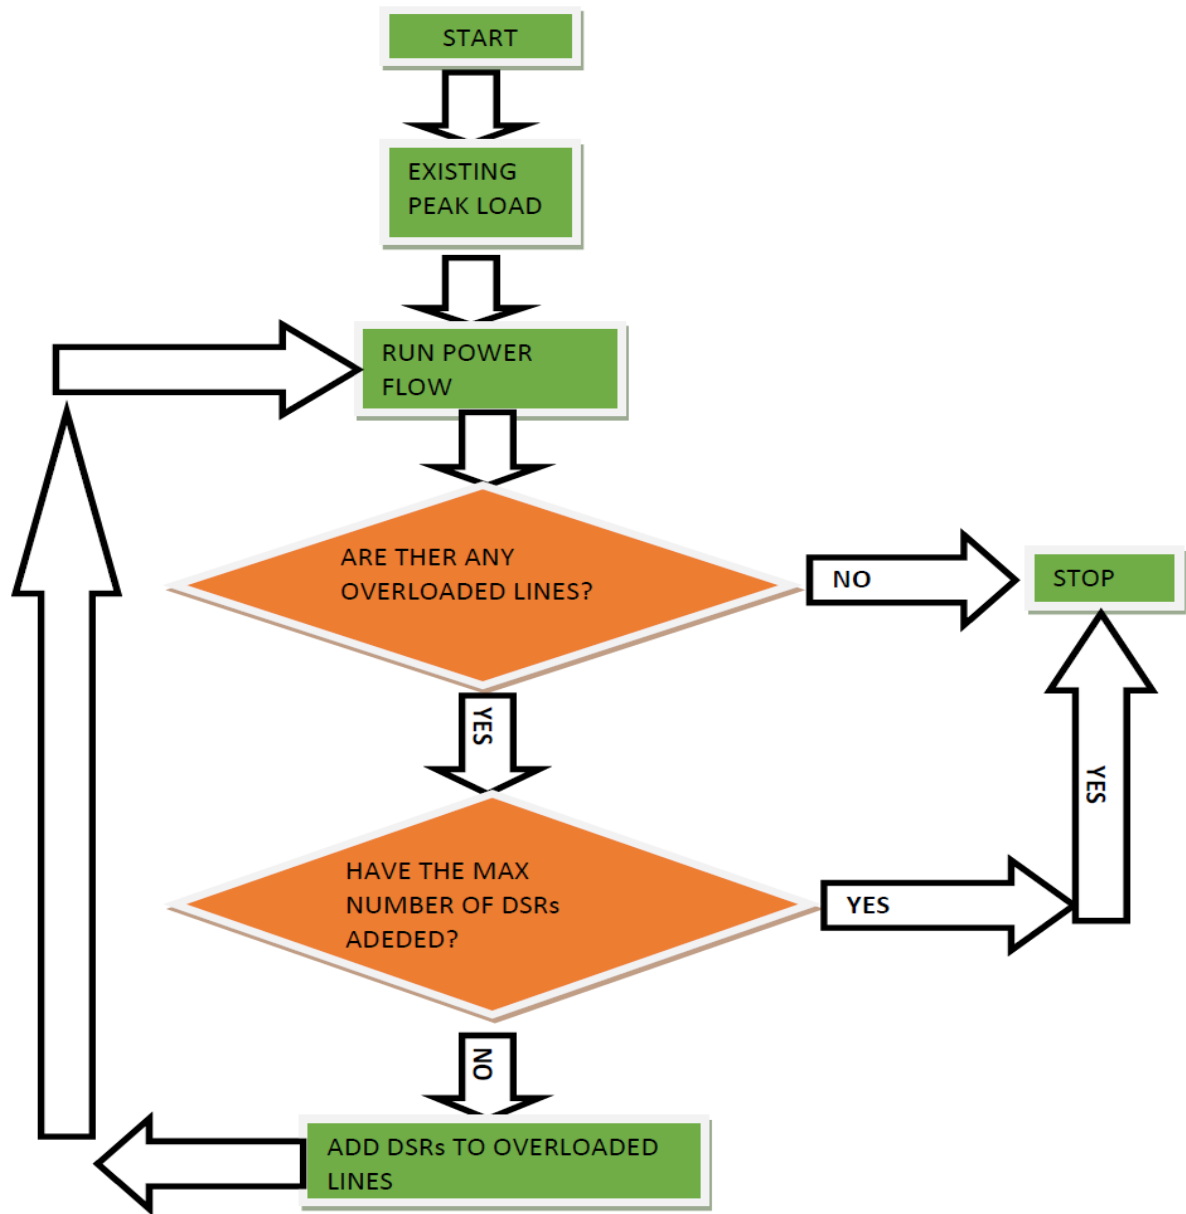 START
EXISTING
PEAK LOAD
RUN POWER
FLOW
ARE THER ANY
OVERLOADED LINES?
NO
STOP
YES
YES
HAVE THE MAX
NUMBER OF DSRs
ADEDED?
YES
NO
ADD DSRs TO OVERLOADED
LINES